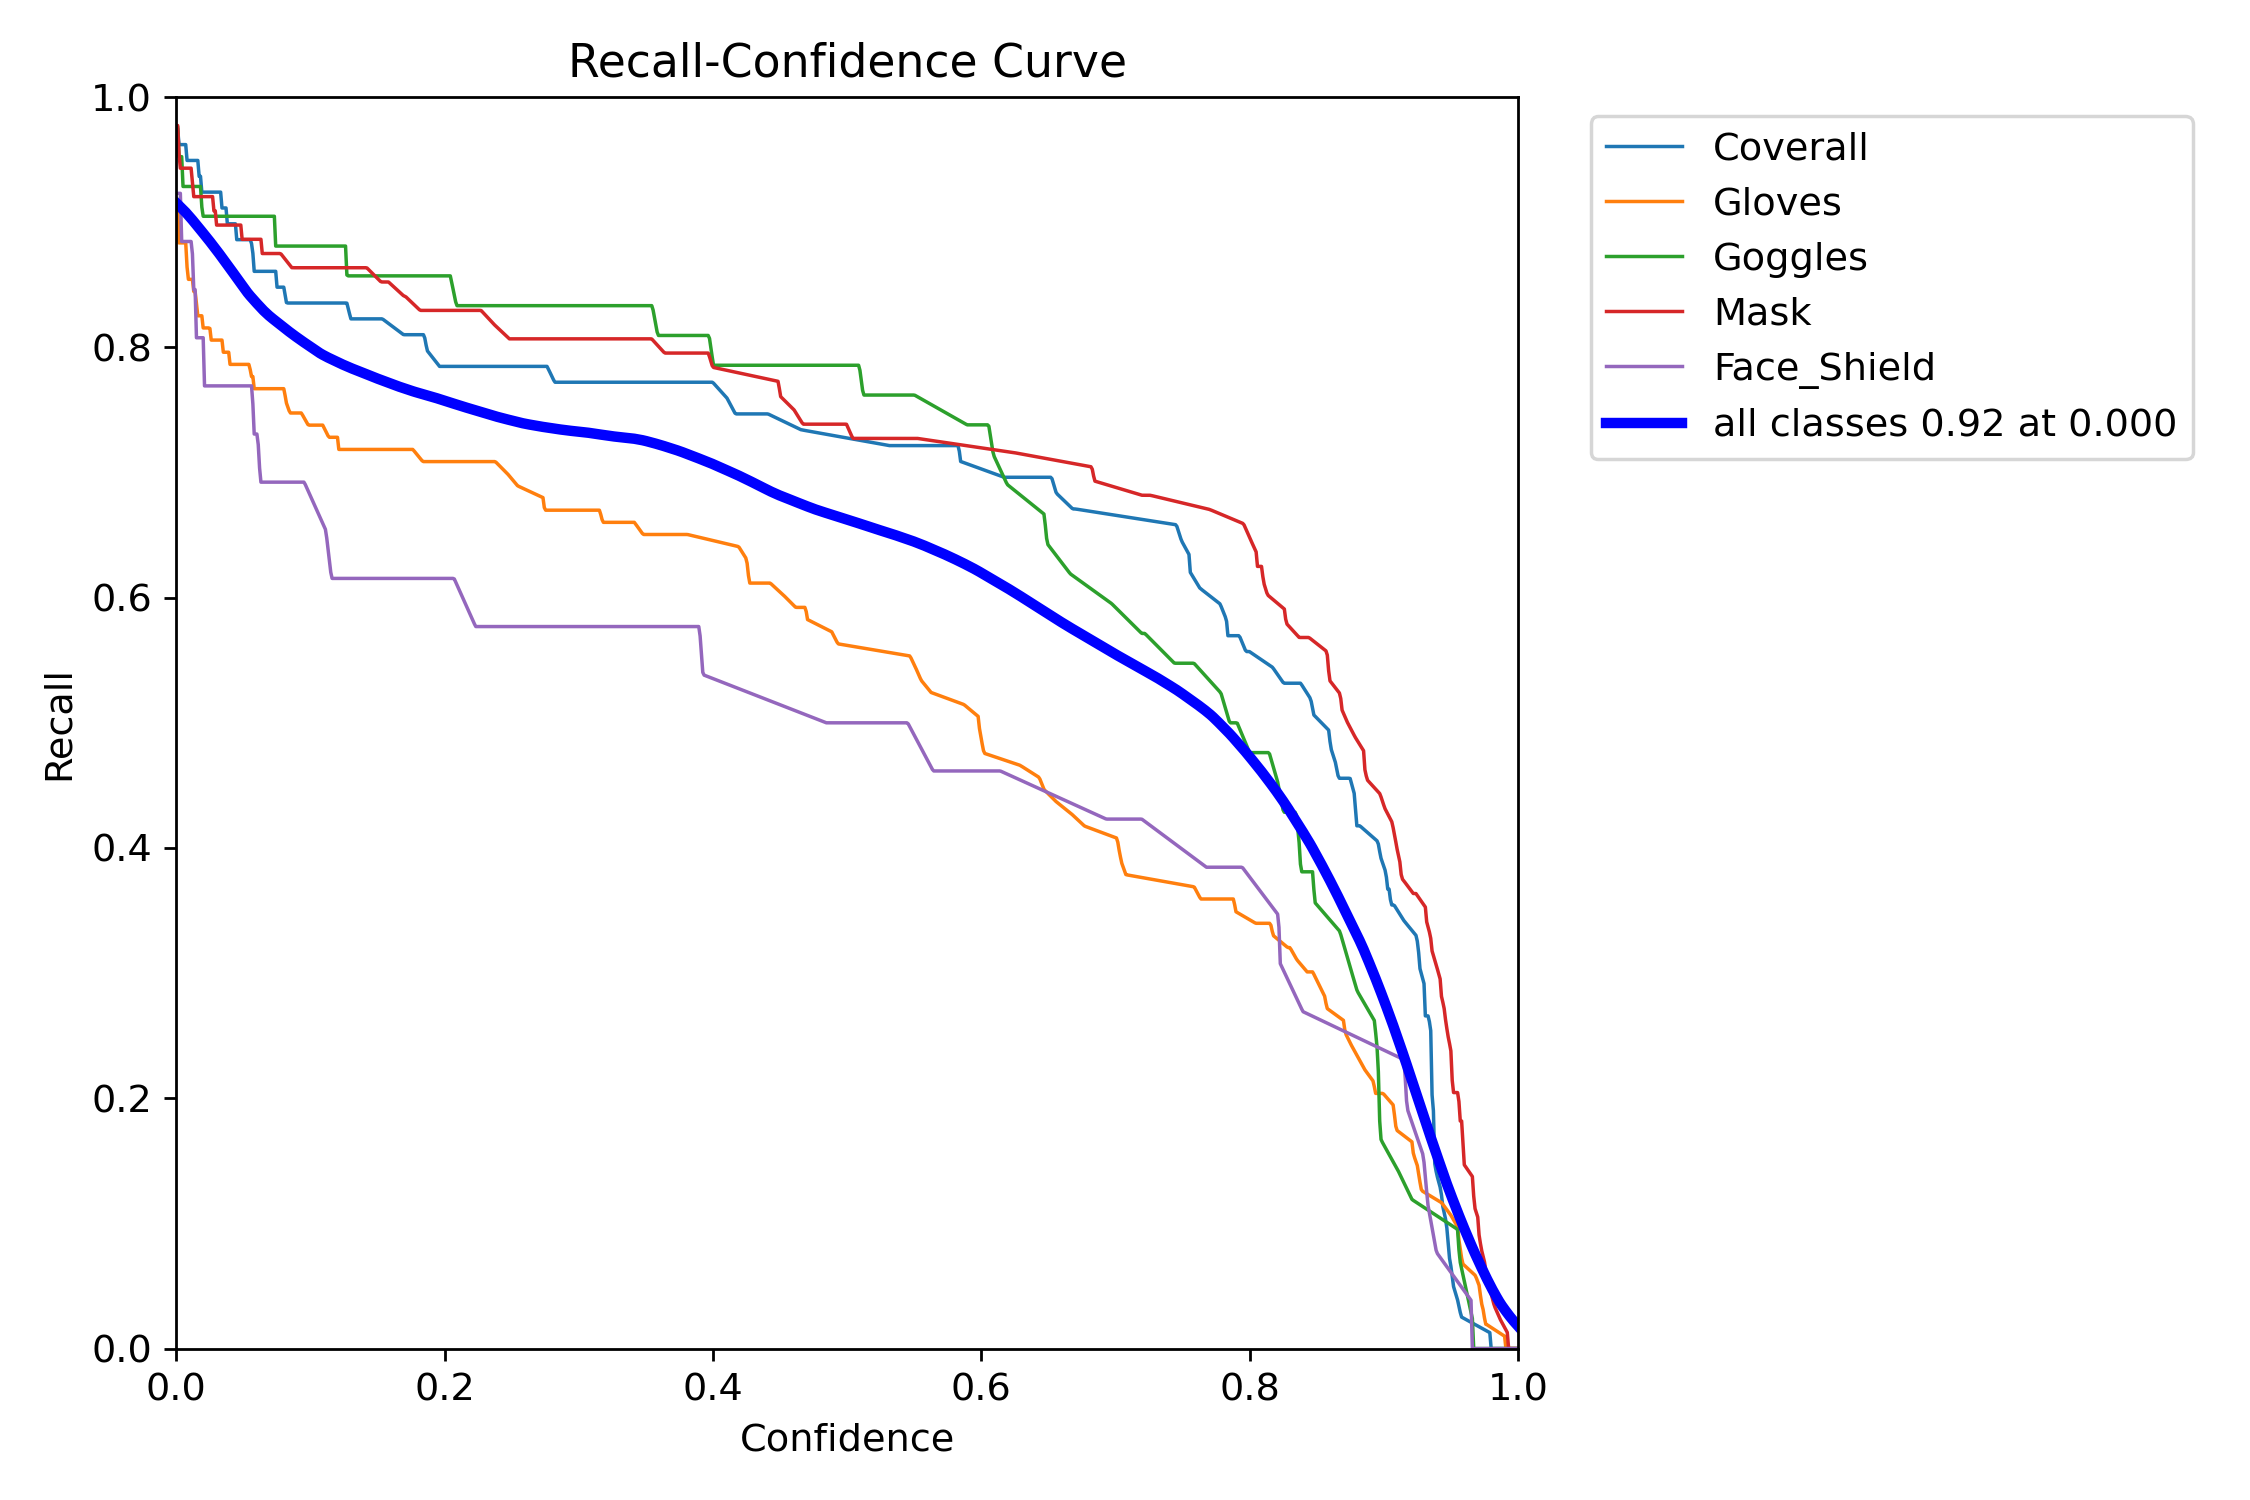 Recall-Confidence Curve
1.0
0.8
0.6
0.4
0.2
0.0
Recall
0.0 0.2 0.4 0.6 0.8 1.0
Confidence
Coverall
Gloves
Goggles
Mask
Face_Shield
all classes 0.92 at 0.000